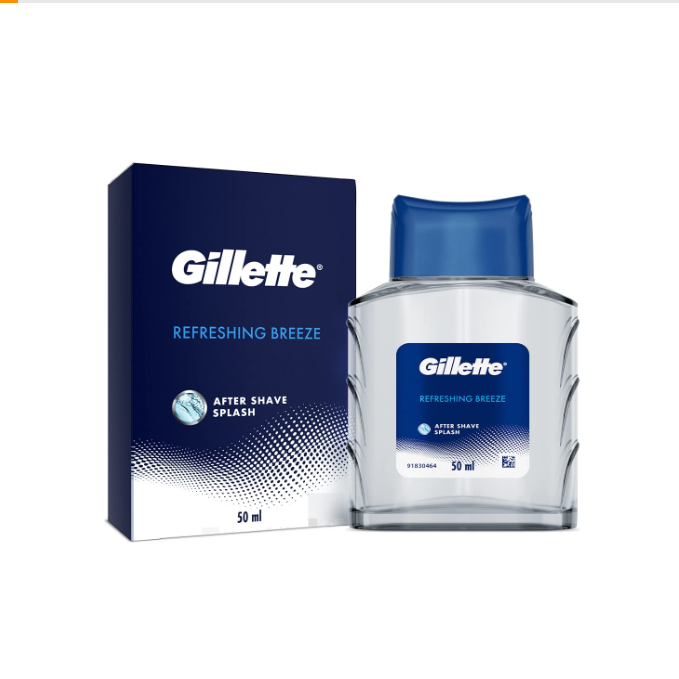 Gillette®
REFRESHING BREEZE
AFTER SHAVE
SPLASH
50 ml
Gillette®
REFRESHING BREEZE
AFTER SHAVE
SPLASH
91830464 50 ml